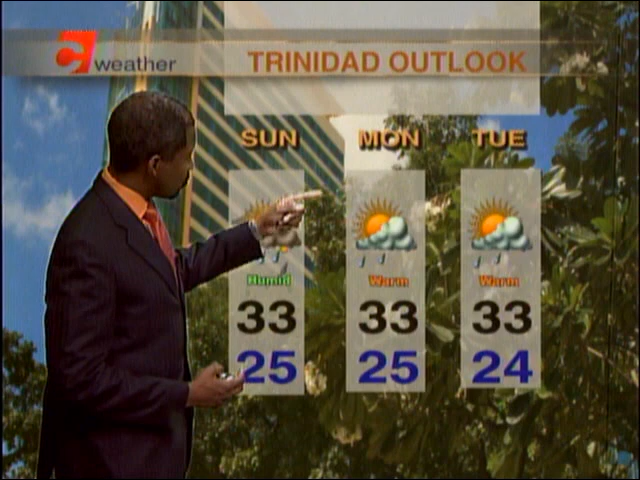 weather TRINIDAD OUTLOOK
SUN MON TUE
Humid Warm Warm
33 33 33
25 25 24